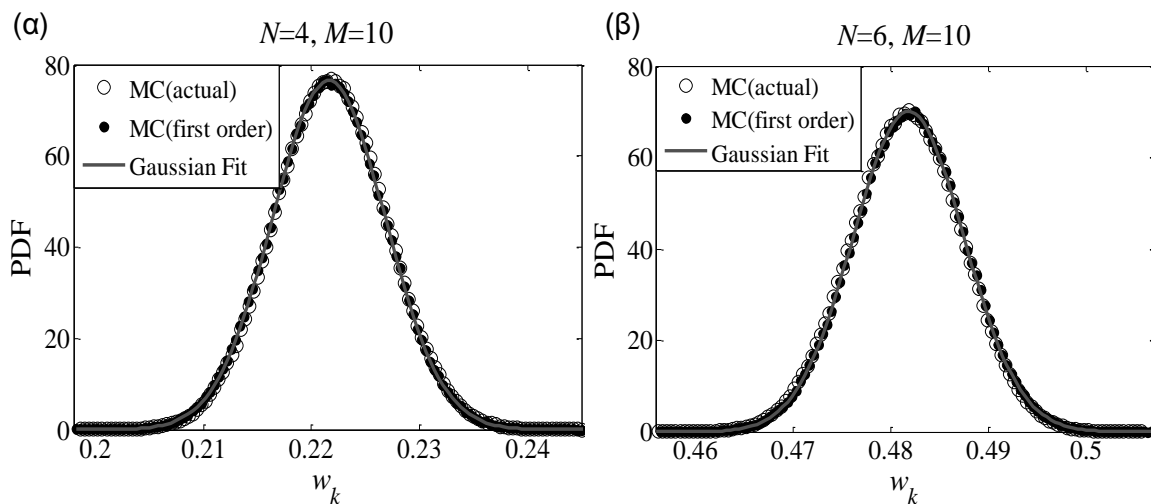 (α)
N=4, M=10
80
60
40
20
0
PDF
MC(actual)
MC(first order)
Gaussian Fit
0.2
0.21
0.22
0.23
0.24
w_k
(β)
N=6, M=10
80
60
40
20
0
PDF
MC(actual)
MC(first order)
Gaussian Fit
0.46
0.47
0.48
0.49
0.5
w_k